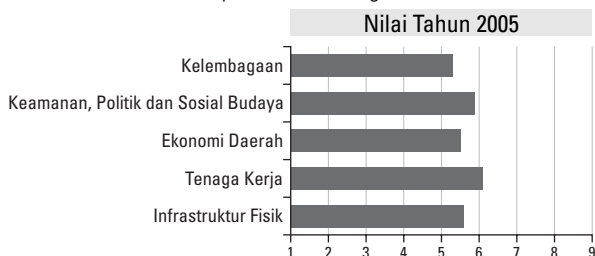 Nilai Tahun 2005
Kelembagaan
Keamanan, Politik dan Sosial Budaya
Ekonomi Daerah
Tenaga Kerja
Infrastruktur Fisik
1 2 3 4 5 6 7 8 9